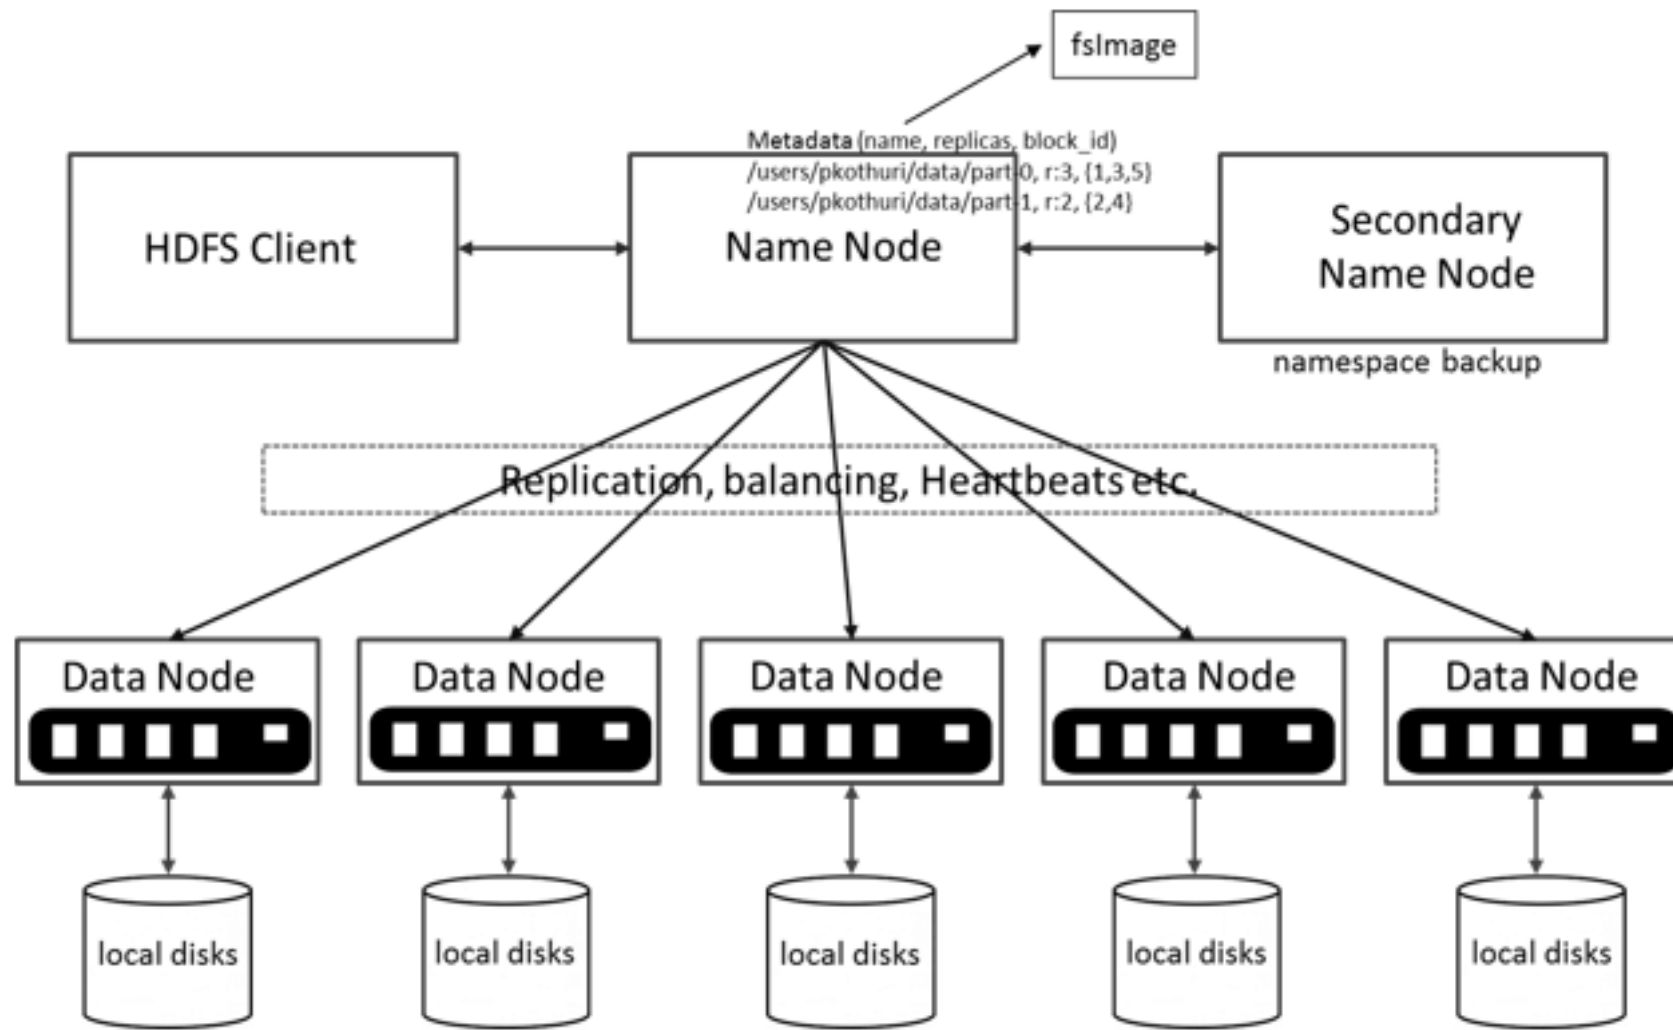 fsImage
Metadata (name, replicas, block_id)
/users/pkothuri/data/part-0, r:3, {1,3,5}
/users/pkothuri/data/part-1, r:2, {2,4}
HDFS Client
Name Node
Secondary
Name Node
namespace backup
Replication, balancing, Heartbeats etc.
Data Node
Data Node
Data Node
Data Node
Data Node
local disks
local disks
local disks
local disks
local disks